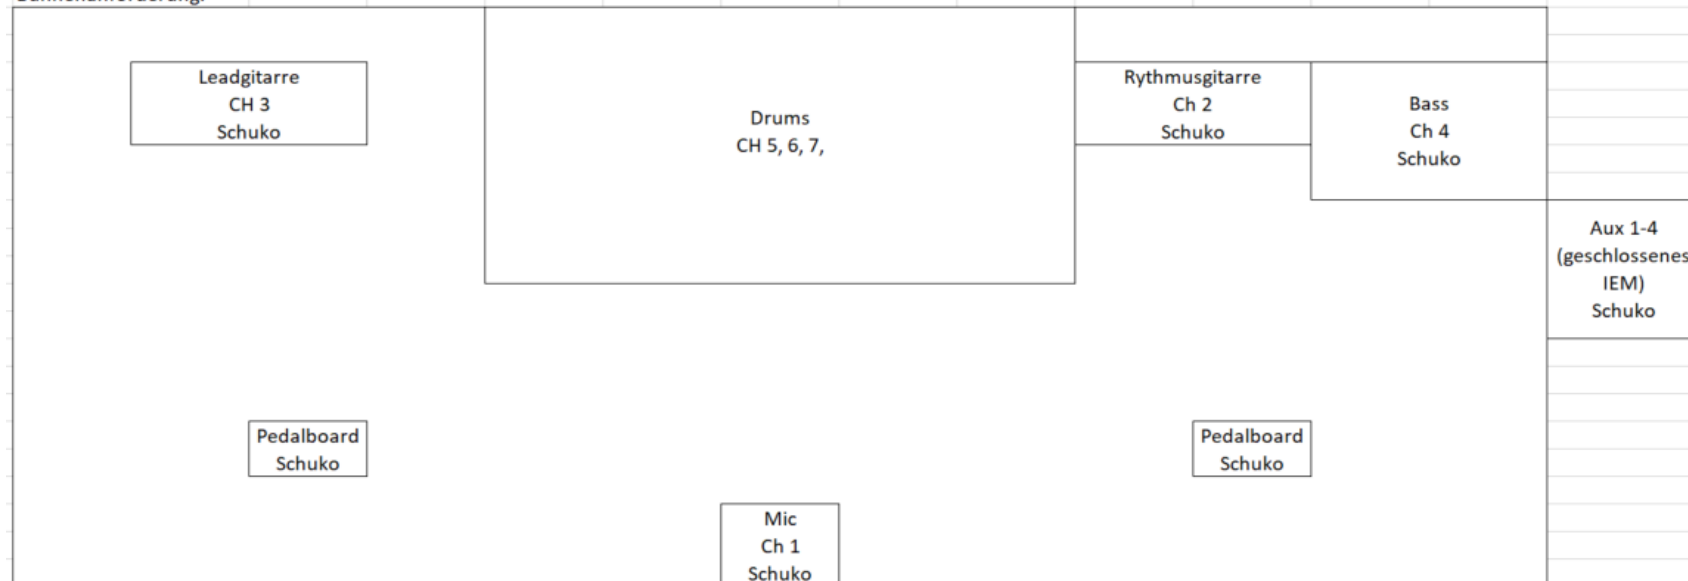 Leadgitarre
CH 3
Schuko
Drums
CH 5, 6, 7,
Rythmusgitarre
Ch 2
Schuko
Bass
Ch 4
Schuko
Aux 1-4
(geschlossenes
IEM)
Schuko
Pedalboard
Schuko
Pedalboard
Schuko
Mic
Ch 1
Schuko